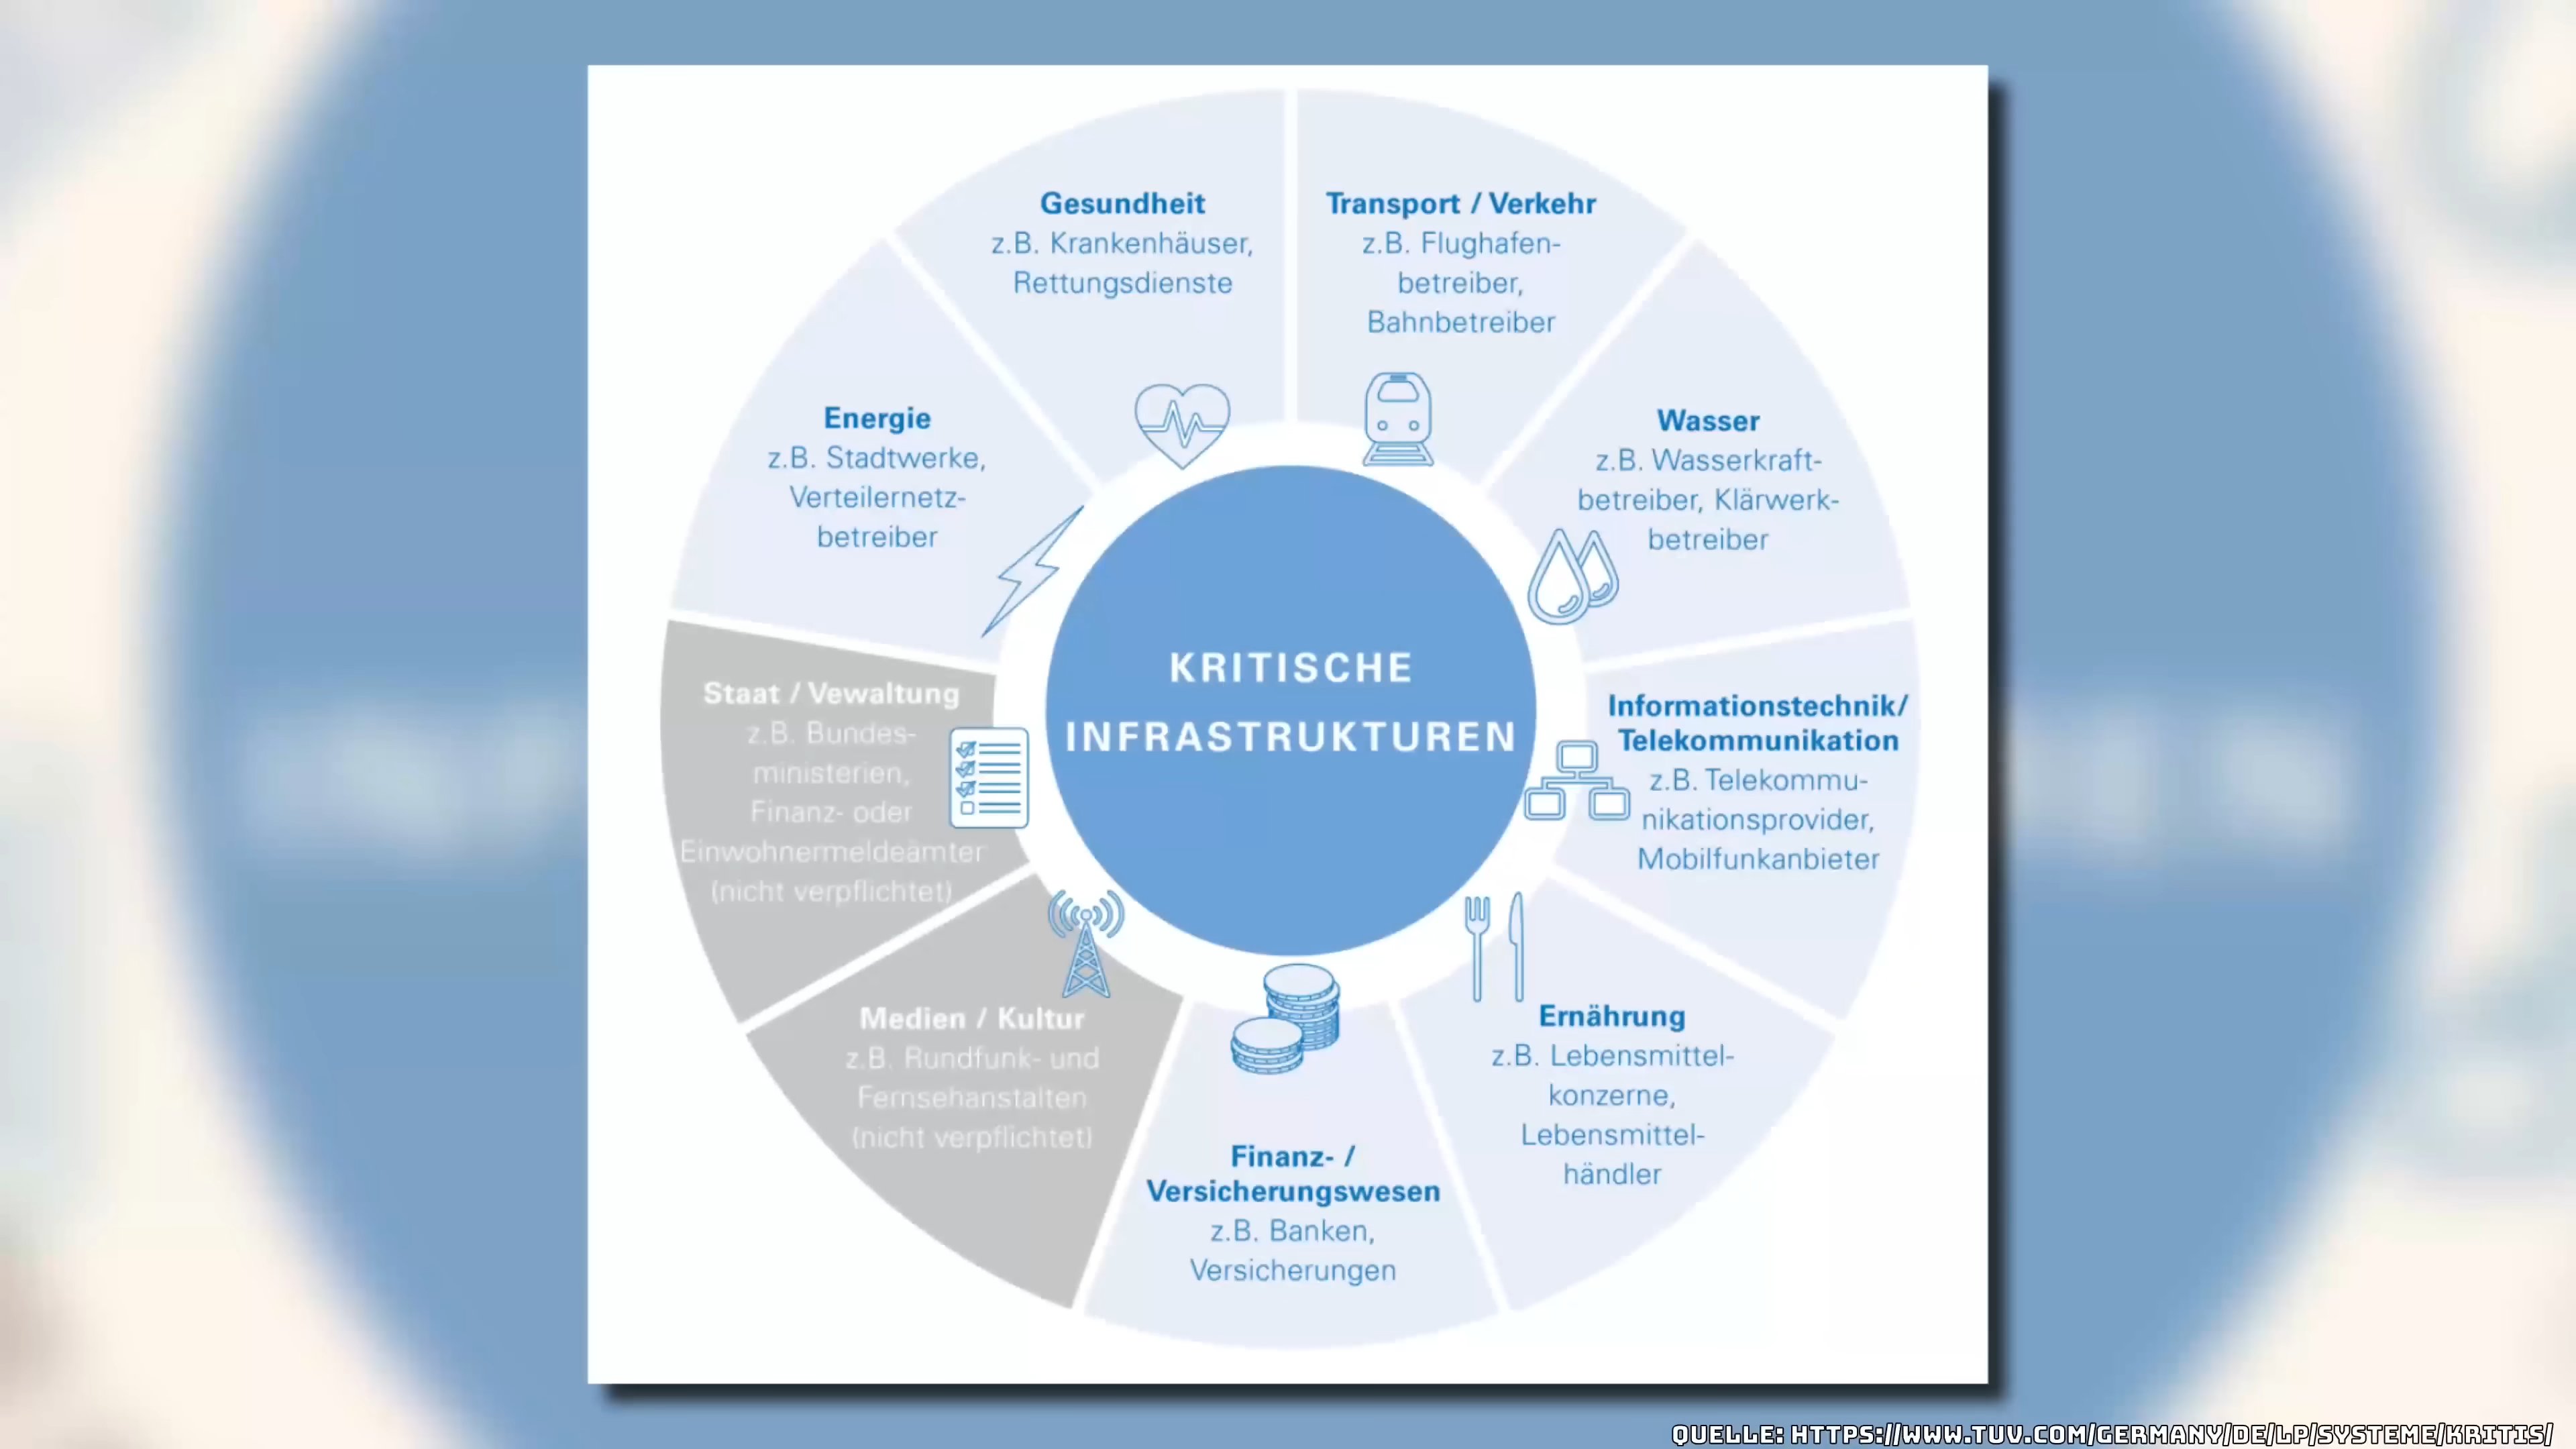 Gesundheit
z.B. Krankenhäuser,
Rettungsdienste
Transport / Verkehr
z.B. Flughafen-
betreiber,
Bahnbetreiber
Wasser
z.B. Wasserkraft-
betreiber, Klärwerk-
betreiber
Informationstechnik/
Telekommunikation
z.B. Telekommu-
nikationsprovider,
Mobilfunkanbieter
Ernährung
z.B. Lebensmittel-
konzerne,
Lebensmittel-
händler
Finanz- /
Versicherungswesen
z.B. Banken,
Versicherungen
Medien / Kultur
z.B. Rundfunk- und
Fernsehanstalten
(nicht verpflichtet)
Staat / Vewaltung
z.B. Bundes-
ministerien,
Finanz- oder
Einwohnermeldeämter
(nicht verpflichtet)
Energie
z.B. Stadtwerke,
Verteilernetz-
betreiber
KRITISCHE
INFRASTRUKTUREN
QUELLE: HTTPS://WWW.TUV.COM/GERMANY/DE/LP/SYSTEME/KRITIS/